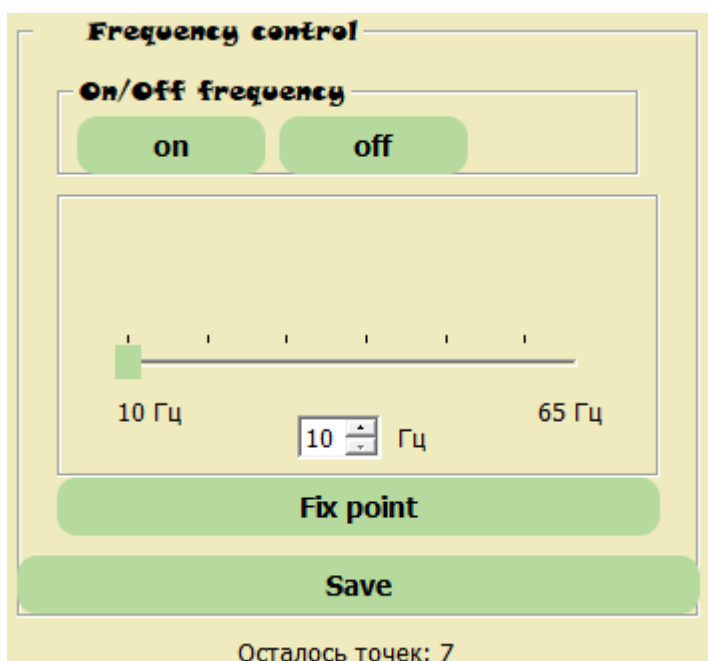 Frequency control
On/Off frequency
on off
10 Гц 65 Гц
10 Гц
Fix point
Save
Осталось точек: 7